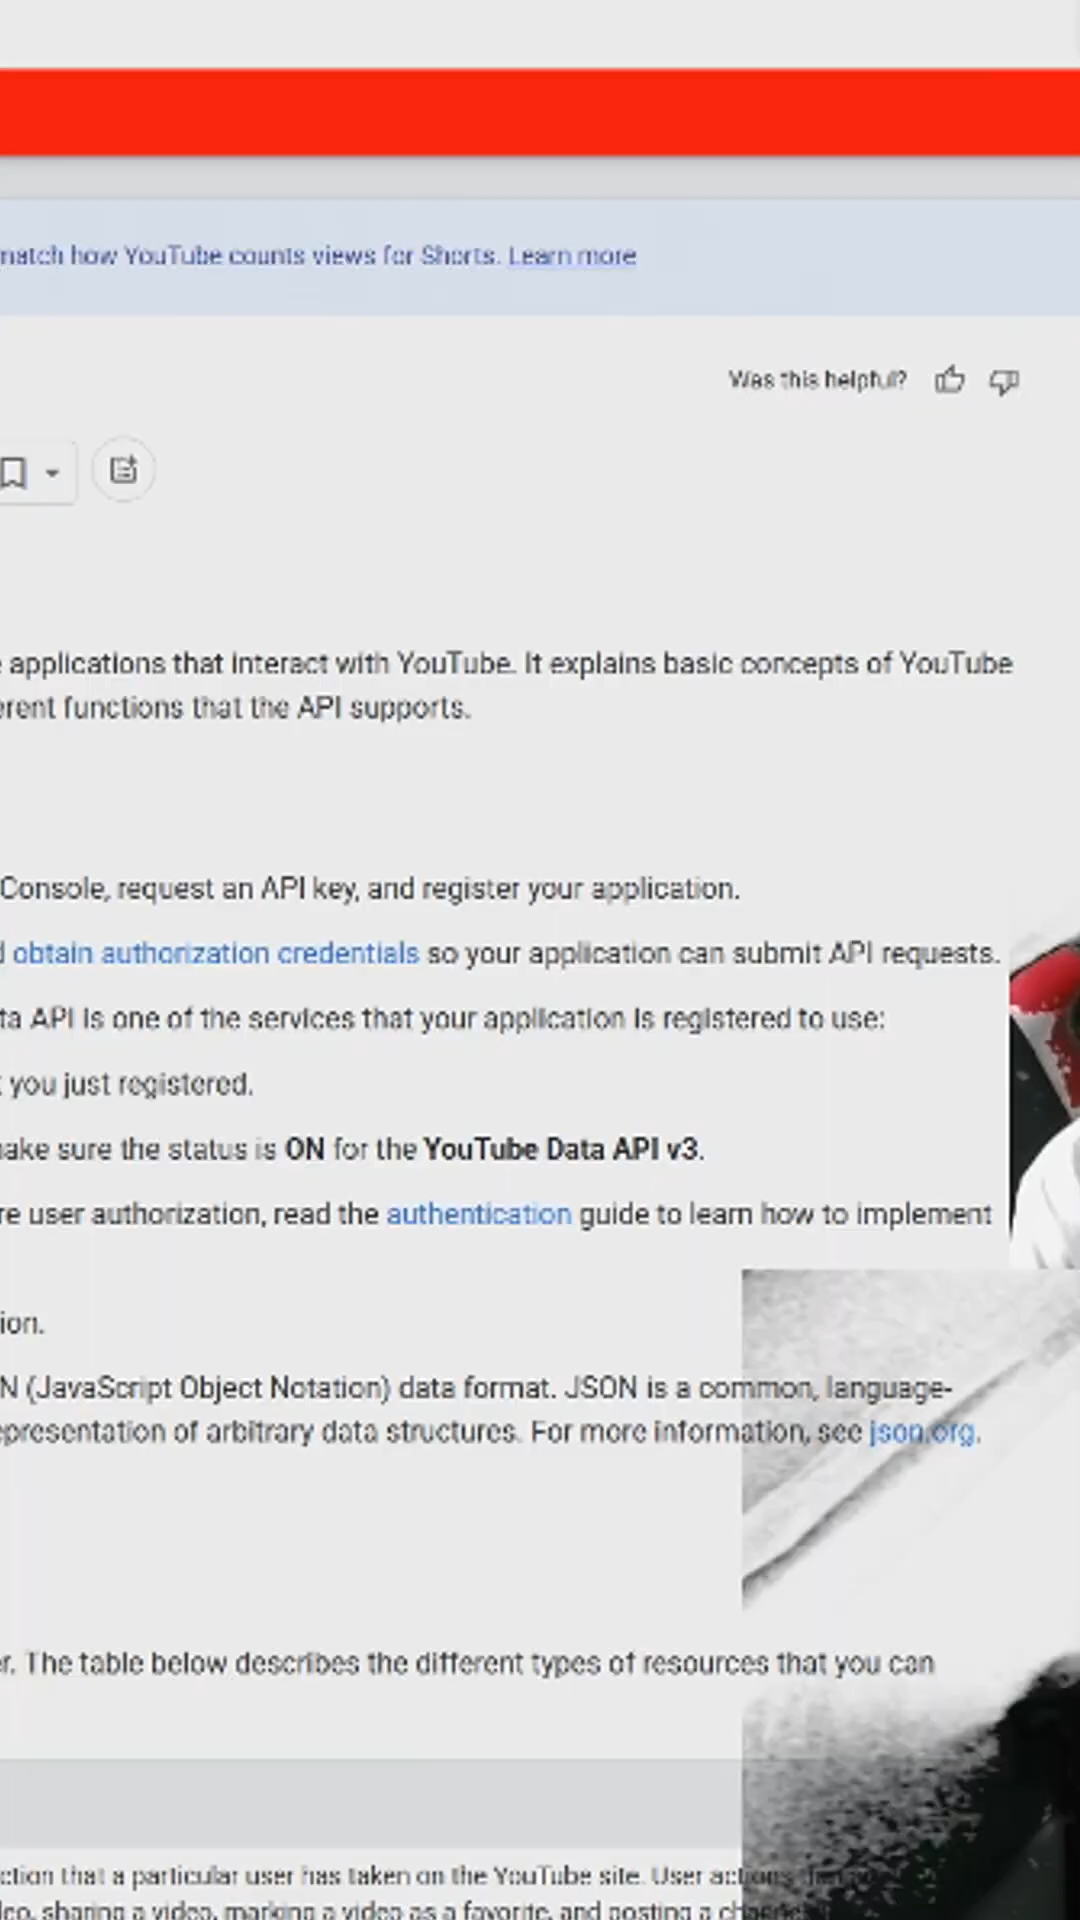 match how YouTube counts views for Shorts. Learn more
Was this helpful?
applications that interact with YouTube. It explains basic concepts of YouTube
erent functions that the API supports.
Console, request an API key, and register your application.
obtain authorization credentials so your application can submit API requests.
ta API is one of the services that your application is registered to use:
you just registered.
make sure the status is ON for the YouTube Data API v3.
re user authorization, read the authentication guide to learn how to implement
ion.
N (JavaScript Object Notation) data format. JSON is a common, language-
epresentation of arbitrary data structures. For more information, see json.org.
r. The table below describes the different types of resources that you can
ction that a particular user has taken on the YouTube site. User actions
deo, sharing a video, marking a video as a favorite, and posting a